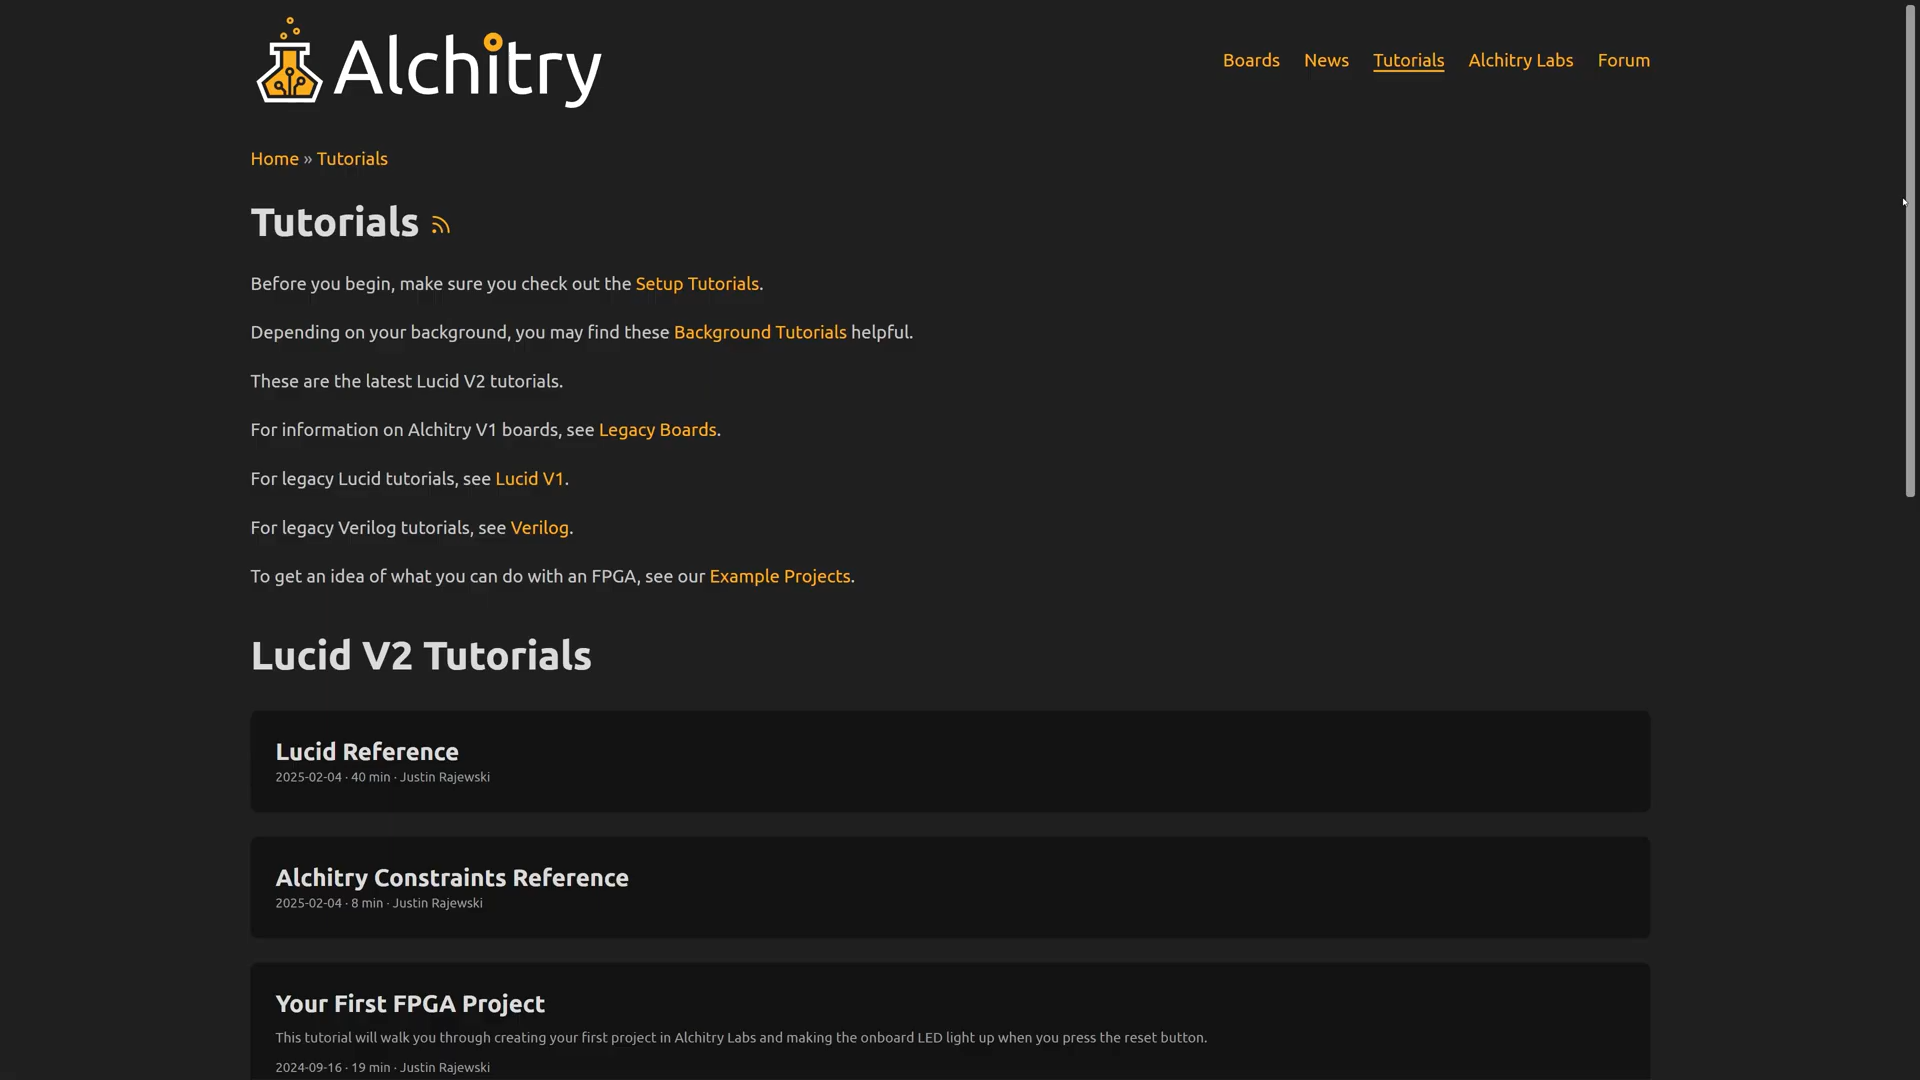 Alchitry
Boards News Tutorials Alchitry Labs Forum
Home » Tutorials
Tutorials
Before you begin, make sure you check out the Setup Tutorials.
Depending on your background, you may find these Background Tutorials helpful.
These are the latest Lucid V2 tutorials.
For information on Alchitry V1 boards, see Legacy Boards.
For legacy Lucid tutorials, see Lucid V1.
For legacy Verilog tutorials, see Verilog.
To get an idea of what you can do with an FPGA, see our Example Projects.
Lucid V2 Tutorials
Lucid Reference
2025-02-04 · 40 min · Justin Rajewski
Alchitry Constraints Reference
2025-02-04 · 8 min · Justin Rajewski
Your First FPGA Project
This tutorial will walk you through creating your first project in Alchitry Labs and making the onboard LED light up when you press the reset button.
2024-09-16 · 19 min · Justin Rajewski